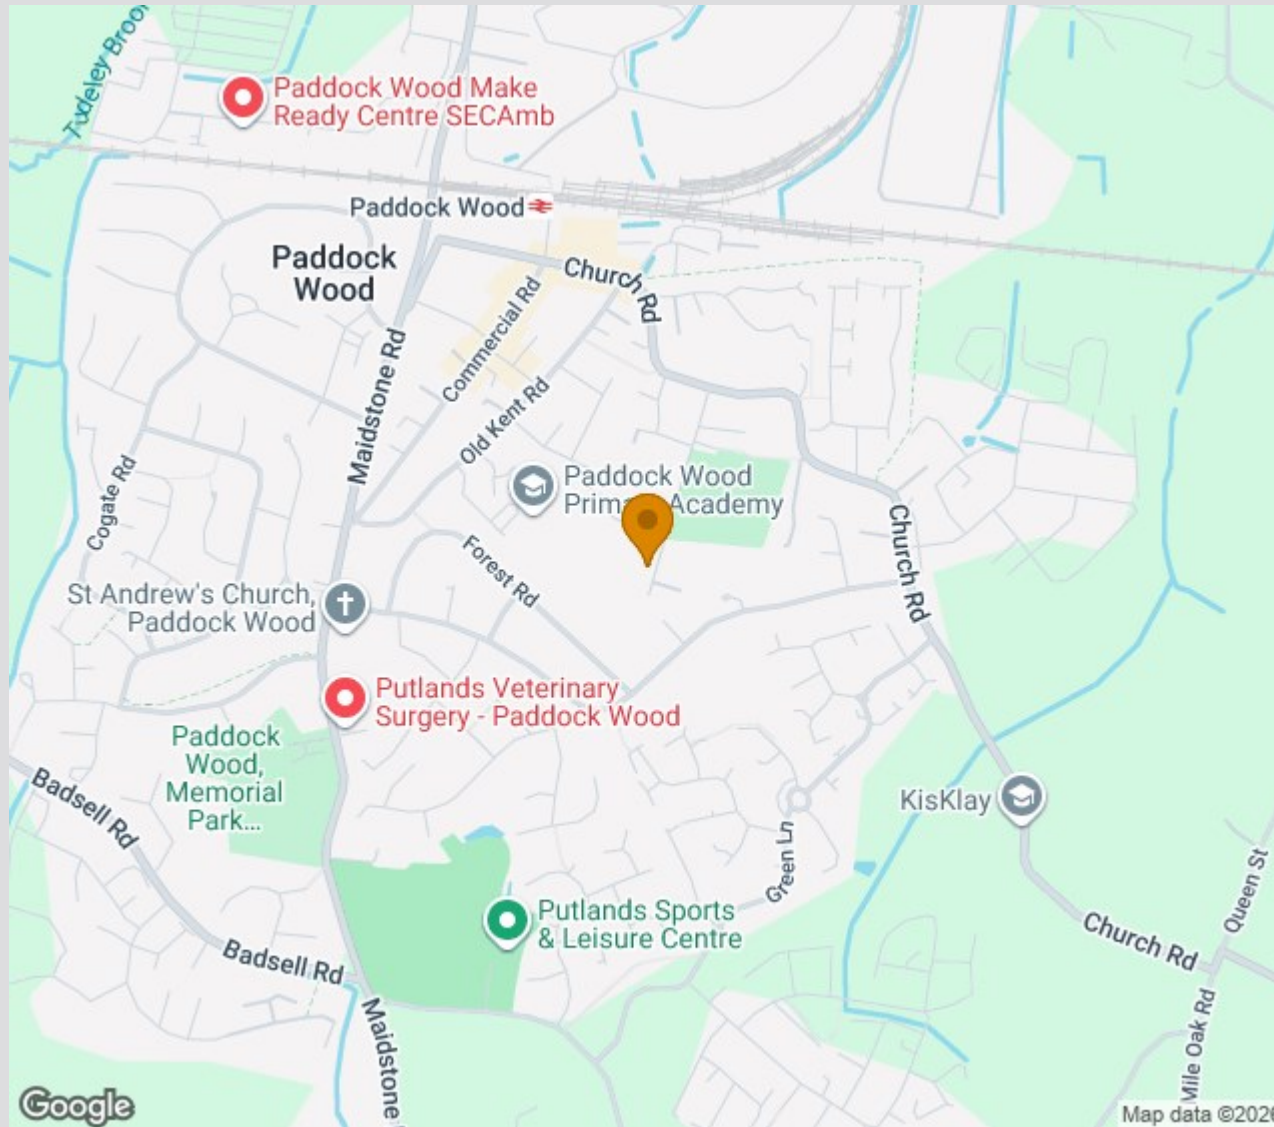 Tudeley Brook
Paddock Wood Make
Ready Centre SECAmb
Paddock Wood
Paddock
Wood
Church Rd
Commercial Rd
Maidstone Rd
Old Kent Rd
Cogate Rd
Paddock Wood
Primary Academy
Forest Rd
Church Rd
St Andrew's Church,
Paddock Wood
Putlands Veterinary
Surgery - Paddock Wood
Paddock
Wood,
Memorial
Park...
Badsell Rd
KisKlay
Green Ln
Queen St
Putlands Sports
& Leisure Centre
Church Rd
Badsell Rd
Maidstone
Mile Oak Rd
Google
Map data ©2026